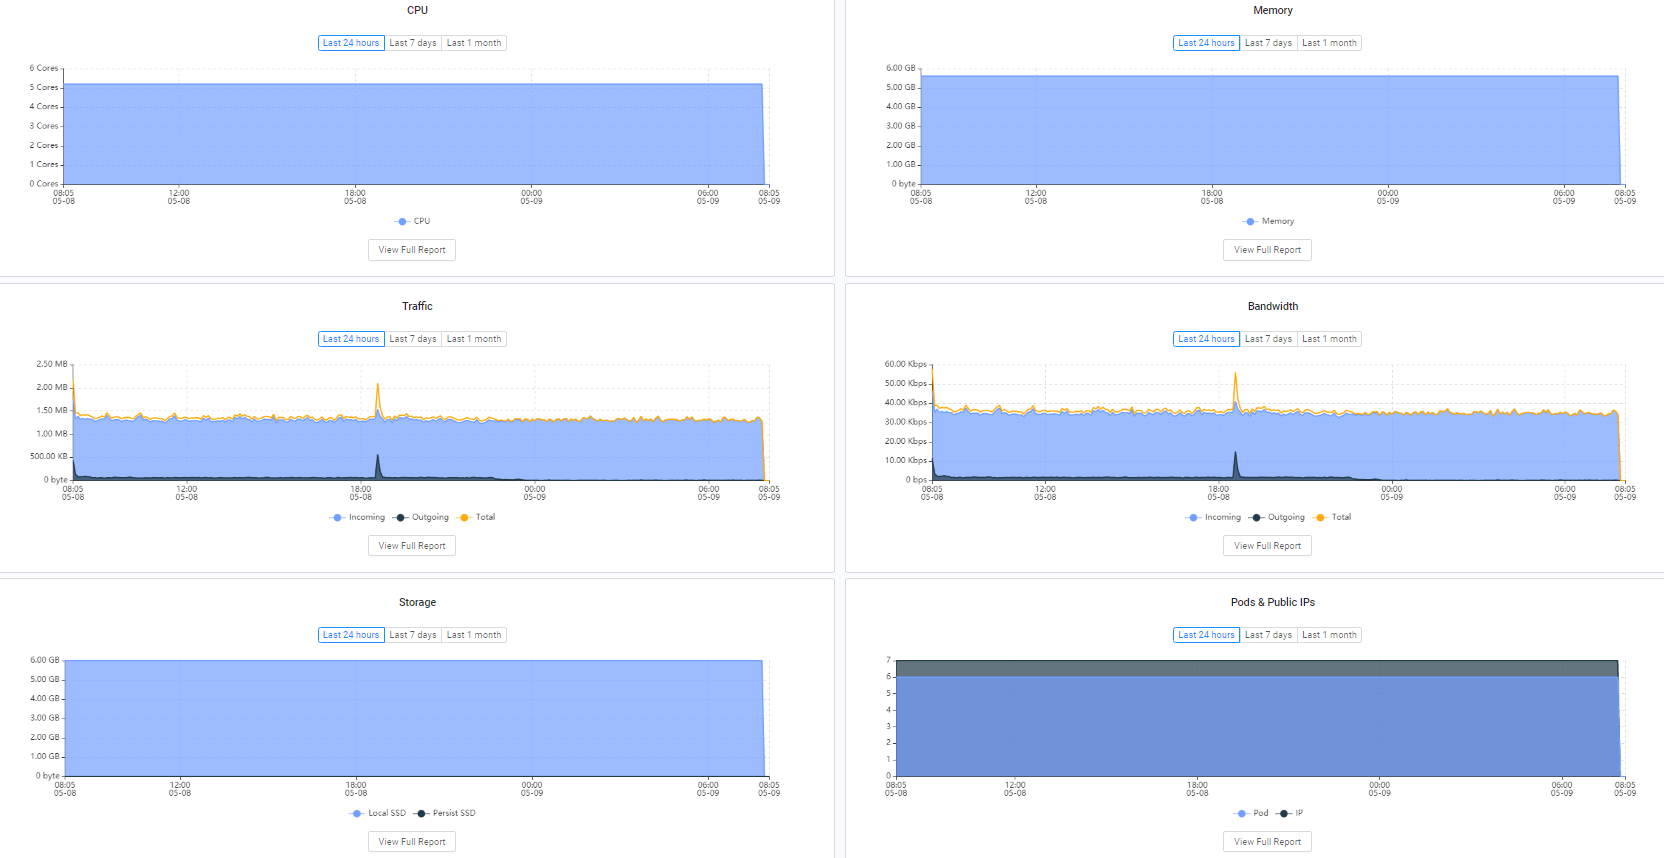 CPU
Last 24 hours Last 7 days Last 1 month
6 Cores
5 Cores
4 Cores
3 Cores
2 Cores
1 Cores
0 Cores
08:05 12:00 18:00 00:00 06:00 08:05
05-08 05-08 05-08 05-09 05-09 05-09
CPU
View Full Report
Memory
Last 24 hours Last 7 days Last 1 month
6.00 GB
5.00 GB
4.00 GB
3.00 GB
2.00 GB
1.00 GB
0 byte
08:05 12:00 18:00 00:00 06:00 08:05
05-08 05-08 05-08 05-09 05-09 05-09
Memory
View Full Report
Traffic
Last 24 hours Last 7 days Last 1 month
2.50 MB
2.00 MB
1.50 MB
1.00 MB
500.00 KB
0 byte
08:05 12:00 18:00 00:00 06:00 08:05
05-08 05-08 05-08 05-09 05-09 05-09
Incoming Outgoing Total
View Full Report
Bandwidth
Last 24 hours Last 7 days Last 1 month
60.00 Kbps
50.00 Kbps
40.00 Kbps
30.00 Kbps
20.00 Kbps
10.00 Kbps
0 bps
08:05 12:00 18:00 00:00 06:00 08:05
05-08 05-08 05-08 05-09 05-09 05-09
Incoming Outgoing Total
View Full Report
Storage
Last 24 hours Last 7 days Last 1 month
6.00 GB
5.00 GB
4.00 GB
3.00 GB
2.00 GB
1.00 GB
0 byte
08:05 12:00 18:00 00:00 06:00 08:05
05-08 05-08 05-08 05-09 05-09 05-09
Local SSD Persist SSD
View Full Report
Pods & Public IPs
Last 24 hours Last 7 days Last 1 month
7
6
5
4
3
2
1
0
08:05 12:00 18:00 00:00 06:00 08:05
05-08 05-08 05-08 05-09 05-09 05-09
Pod IP
View Full Report